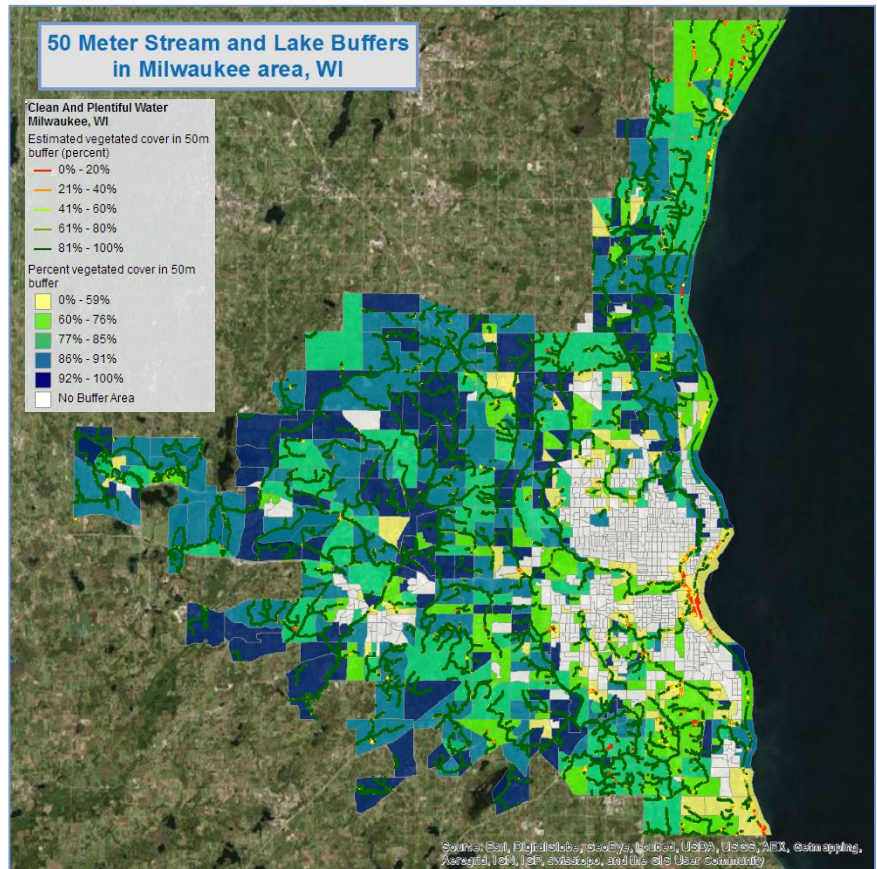 50 Meter Stream and Lake Buffers
in Milwaukee area, WI
Clean And Plentiful Water
Milwaukee, WI
Estimated vegetated cover in 50m
buffer (percent)
0% - 20%
21% - 40%
41% - 60%
61% - 80%
81% - 100%
Percent vegetated cover in 50m
buffer
0% - 59%
60% - 76%
77% - 85%
86% - 91%
92% - 100%
No Buffer Area
Source: Esri, DigitalGlobe, GeoEye, i-cubed, USDA, USGS, AEX, Getmapping,
Aerogrid, IGN, IGP, swisstopo, and the GIS User Community